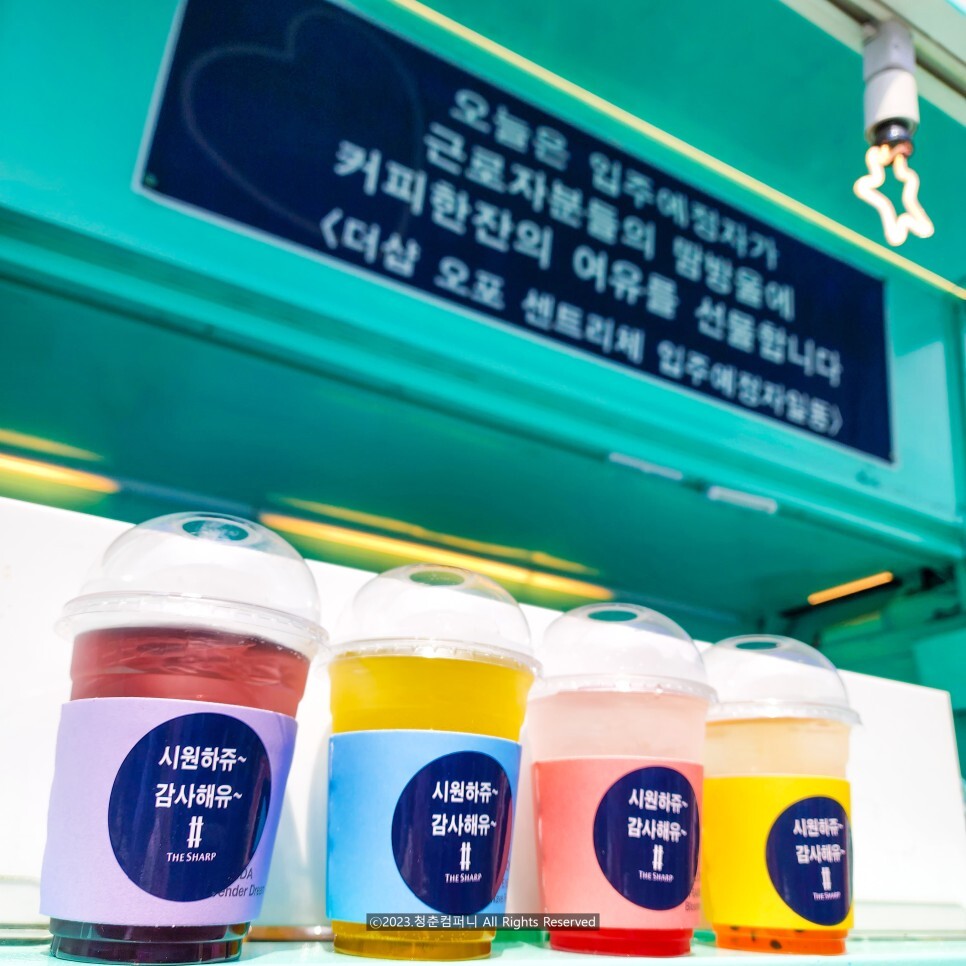 오늘은 입주예정자가
근로자분들의 땀방울에
커피한잔의 여유를 선물합니다
<더샵 오포 센트리체 입주예정자일동>
시원하쥬~
감사해유~
THE SHARP
DA
ender Drea
시원하쥬~
감사해유~
THE SHARP
시원하쥬~
감사해유~
THE SHARP
시원하쥬~
감사해유~
THE SHARP
©2023.청춘컴퍼니 All Rights Reserved